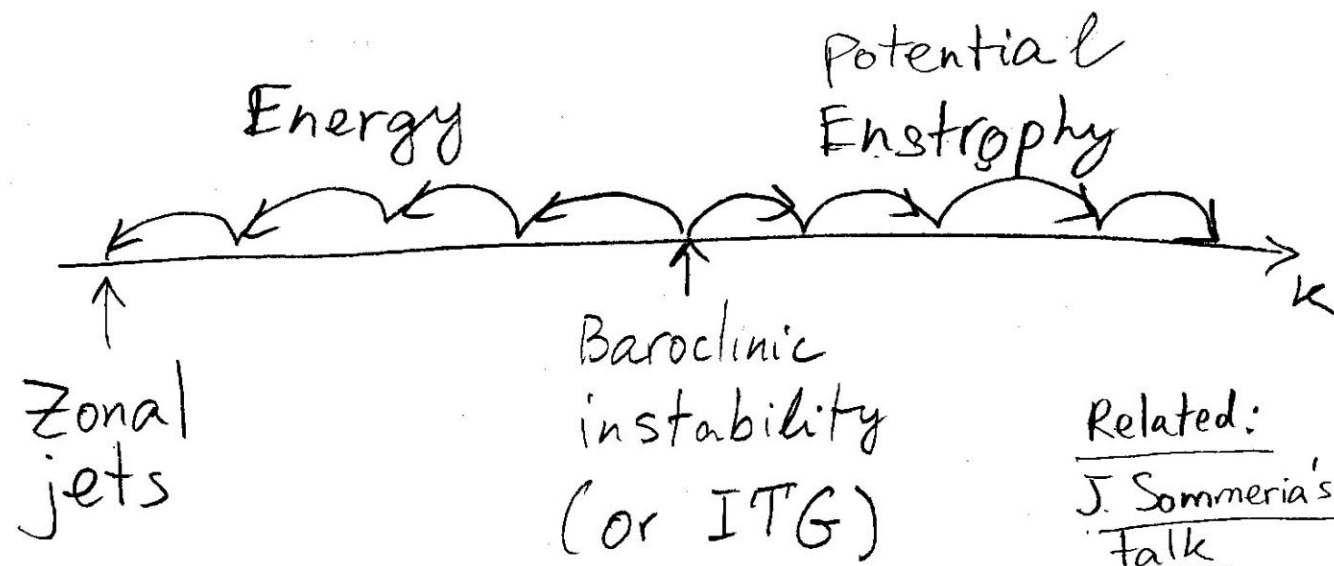 Energy
Potential
Enstrophy
k
Zonal
jets
Baroclinic
instability
(or ITG)
Related:
J. Sommeria's
talk